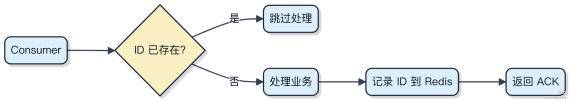 Consumer
ID 已存在?
是
跳过处理
否
处理业务
记录 ID 到 Redis
返回 ACK